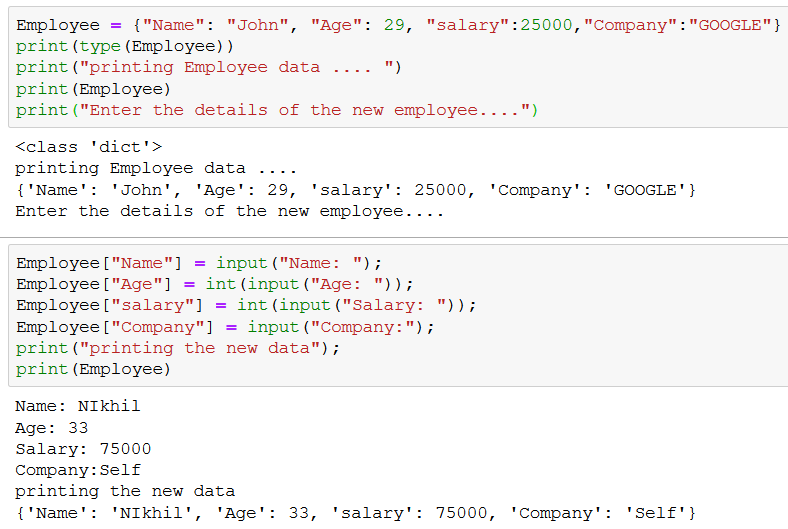 Employee = {"Name": "John", "Age": 29, "salary":25000,"Company":"GOOGLE"}
print(type(Employee))
print("printing Employee data .... ")
print(Employee)
print("Enter the details of the new employee....")
<class 'dict'>
printing Employee data ....
{'Name': 'John', 'Age': 29, 'salary': 25000, 'Company': 'GOOGLE'}
Enter the details of the new employee....
Employee["Name"] = input("Name: ");
Employee["Age"] = int(input("Age: "));
Employee["salary"] = int(input("Salary: "));
Employee["Company"] = input("Company:");
print("printing the new data");
print(Employee)
Name: NIkhil
Age: 33
Salary: 75000
Company:Self
printing the new data
{'Name': 'NIkhil', 'Age': 33, 'salary': 75000, 'Company': 'Self'}